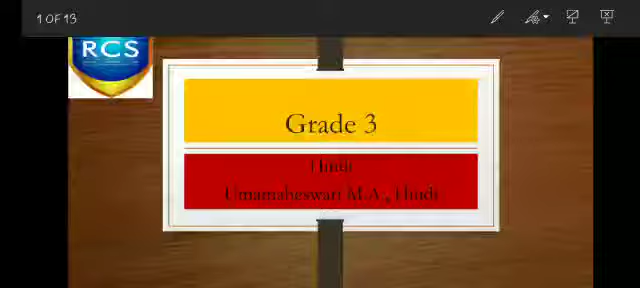 1 OF 13
RCS
Grade 3
Hindi
Umamaheswari M.A., Hindi